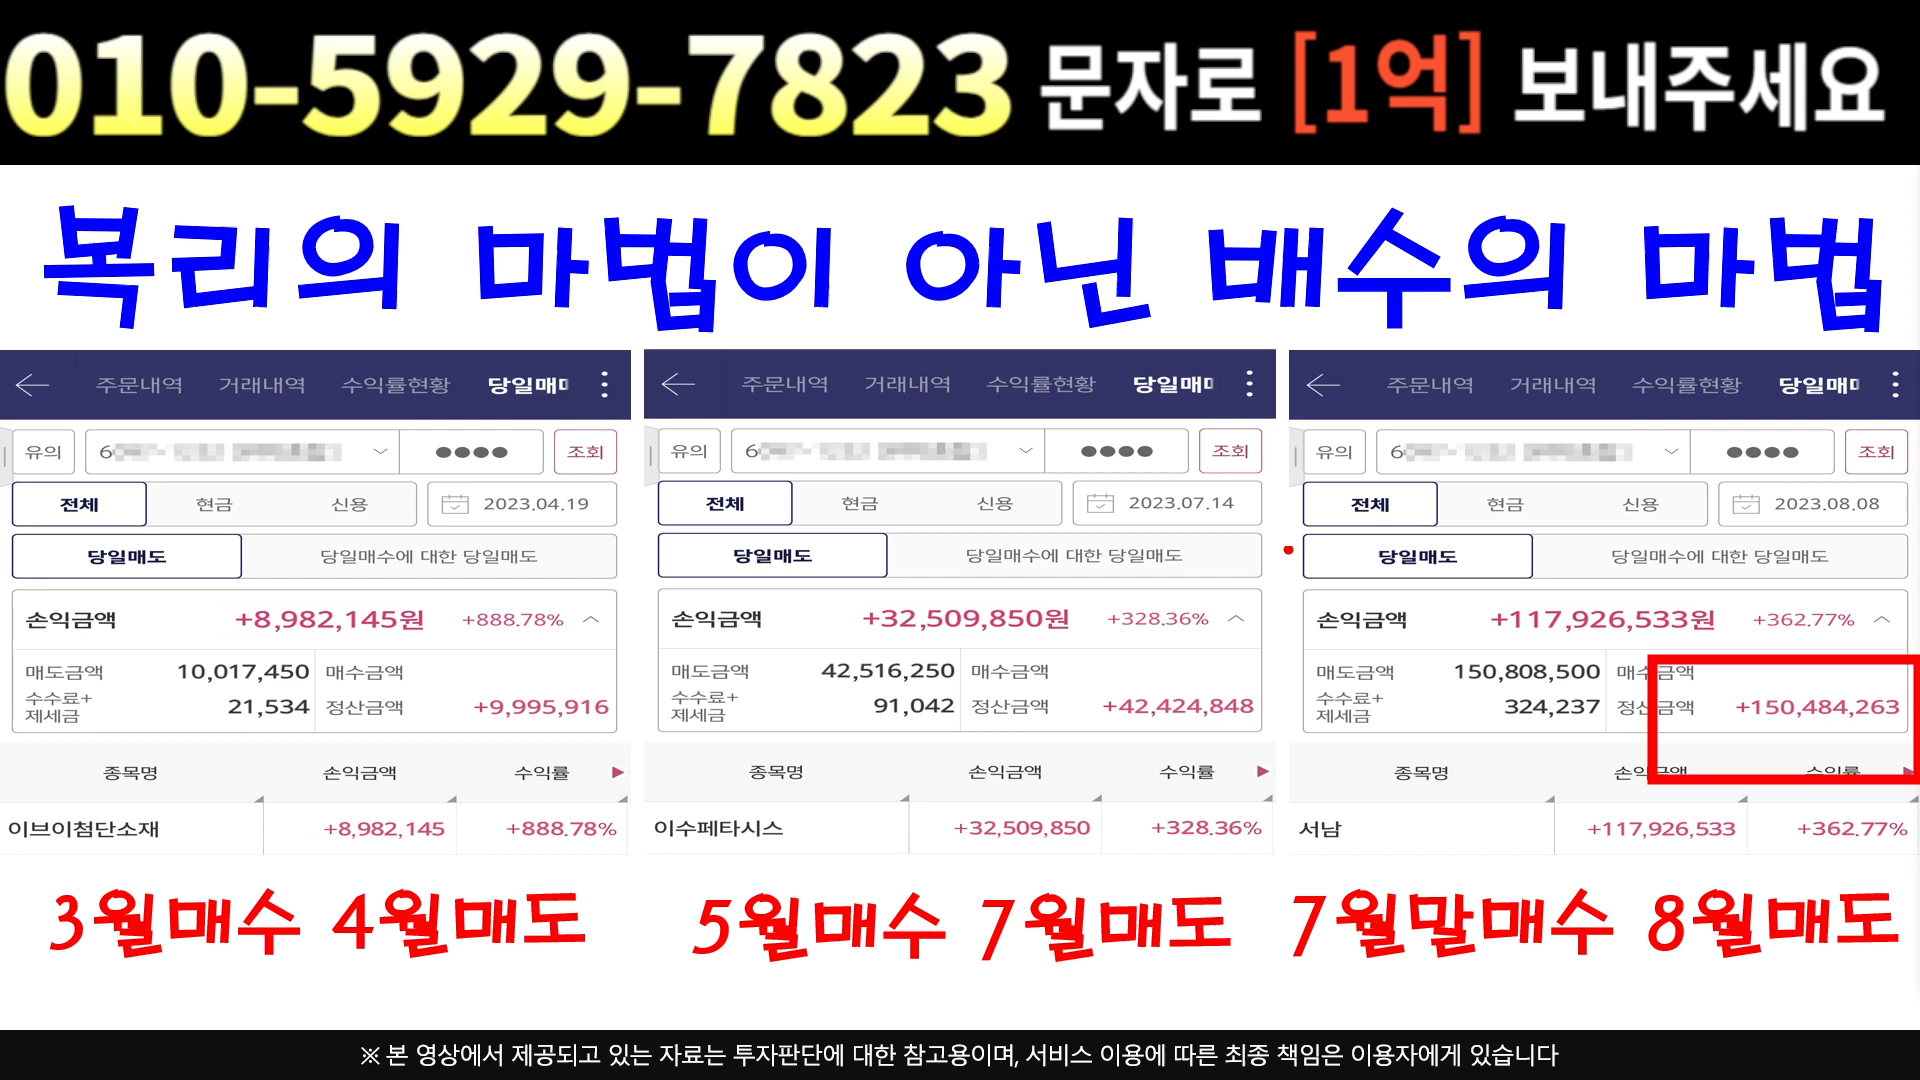 010-5929-7823 문자로 [1억] 보내주세요
복리의 마법이 아닌 배수의 마법
주문내역 거래내역 수익률현황 당일매매
유의 6 ●●●● 조회
전체 현금 신용 2023.04.19
당일매도 당일매수에 대한 당일매도
손익금액 +8,982,145원 +888.78%
매도금액 10,017,450 매수금액
수수료+
제세금 21,534 정산금액 +9,995,916
종목명 손익금액 수익률
이브이첨단소재 +8,982,145 +888.78%
3월매수 4월매도
주문내역 거래내역 수익률현황 당일매매
유의 6 ●●●● 조회
전체 현금 신용 2023.07.14
당일매도 당일매수에 대한 당일매도
손익금액 +32,509,850원 +328.36%
매도금액 42,516,250 매수금액
수수료+
제세금 91,042 정산금액 +42,424,848
종목명 손익금액 수익률
이수페타시스 +32,509,850 +328.36%
5월매수 7월매도
주문내역 거래내역 수익률현황 당일매매
유의 6 ●●●● 조회
전체 현금 신용 2023.08.08
당일매도 당일매수에 대한 당일매도
손익금액 +117,926,533원 +362.77%
매도금액 150,808,500 매수금액
수수료+
제세금 324,237 정산금액 +150,484,263
종목명 손익금액 수익률
서남 +117,926,533 +362.77%
7월말매수 8월매도
※ 본 영상에서 제공되고 있는 자료는 투자판단에 대한 참고용이며, 서비스 이용에 따른 최종 책임은 이용자에게 있습니다